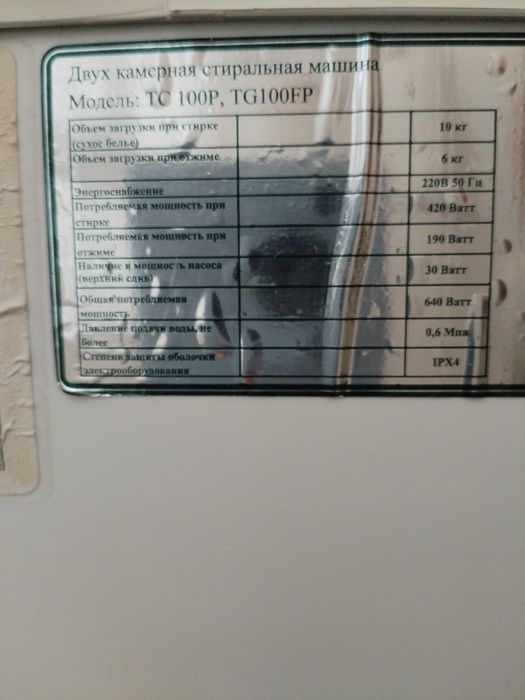 Двух камерная стиральная машина
Модель: TC 100P, TG100FP
Объем загрузки при стирке 10 кг
(сухое белье)
Объем загрузки при отжиме 6 кг
Энергоснабжение 220В 50 Гц
Потребляемая мощность при 420 Ватт
стирке
Потребляемая мощность при 190 Ватт
отжиме
Наличие и мощность насоса 30 Ватт
(верхний слив)
Общая потребляемая 640 Ватт
мощность
Давление подачи воды, не 0,6 Мпа
более
Степени защиты оболочки IPX4
электрооборудования